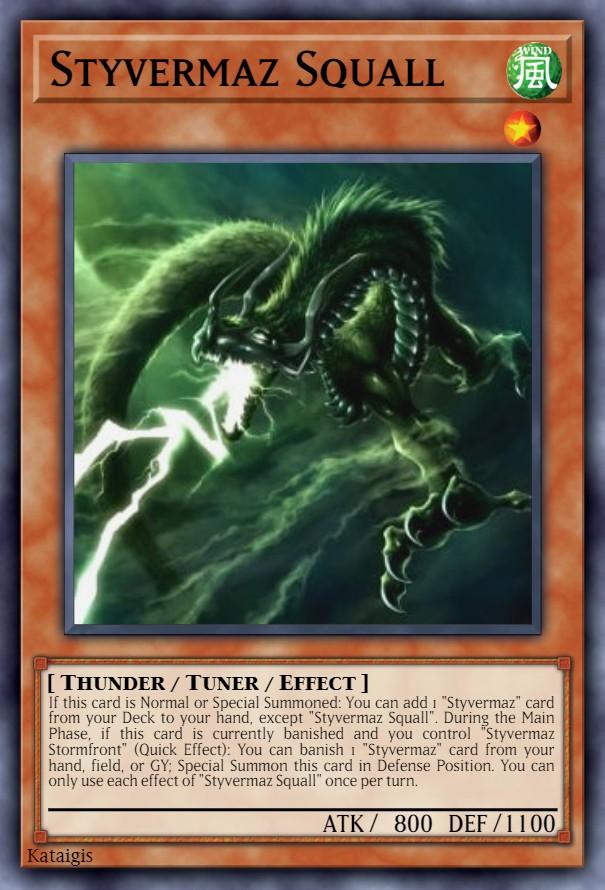 Styvermaz Squall
WIND
風
[ Thunder / Tuner / Effect ]
If this card is Normal or Special Summoned: You can add 1 "Styvermaz" card
from your Deck to your hand, except "Styvermaz Squall". During the Main
Phase, if this card is currently banished and you control "Styvermaz
Stormfront" (Quick Effect): You can banish 1 "Styvermaz" card from your
hand, field, or GY; Special Summon this card in Defense Position. You can
only use each effect of "Styvermaz Squall" once per turn.
ATK / 800 DEF /1100
Kataigis